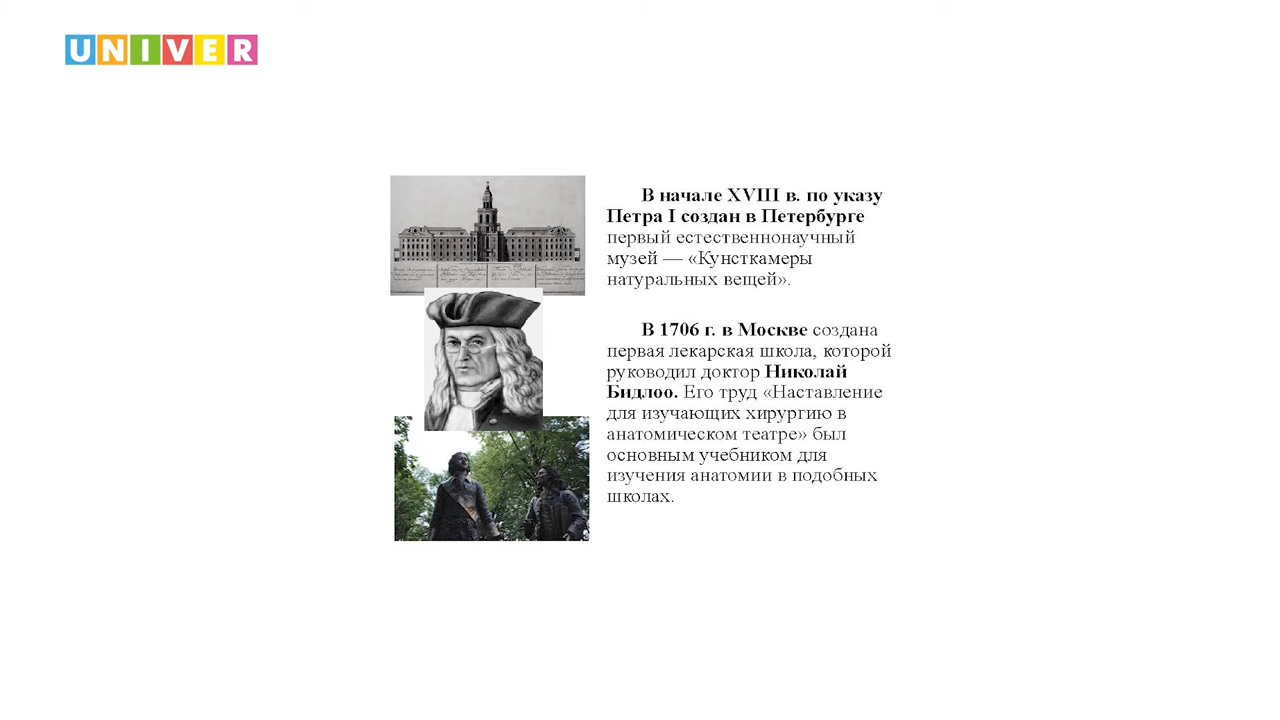 UNIVER
В начале XVIII в. по указу
Петра I создан в Петербурге
первый естественнонаучный
музей — «Кунсткамеры
натуральных вещей».
В 1706 г. в Москве создана
первая лекарская школа, которой
руководил доктор Николай
Бидлоо. Его труд «Наставление
для изучающих хирургию в
анатомическом театре» был
основным учебником для
изучения анатомии в подобных
школах.